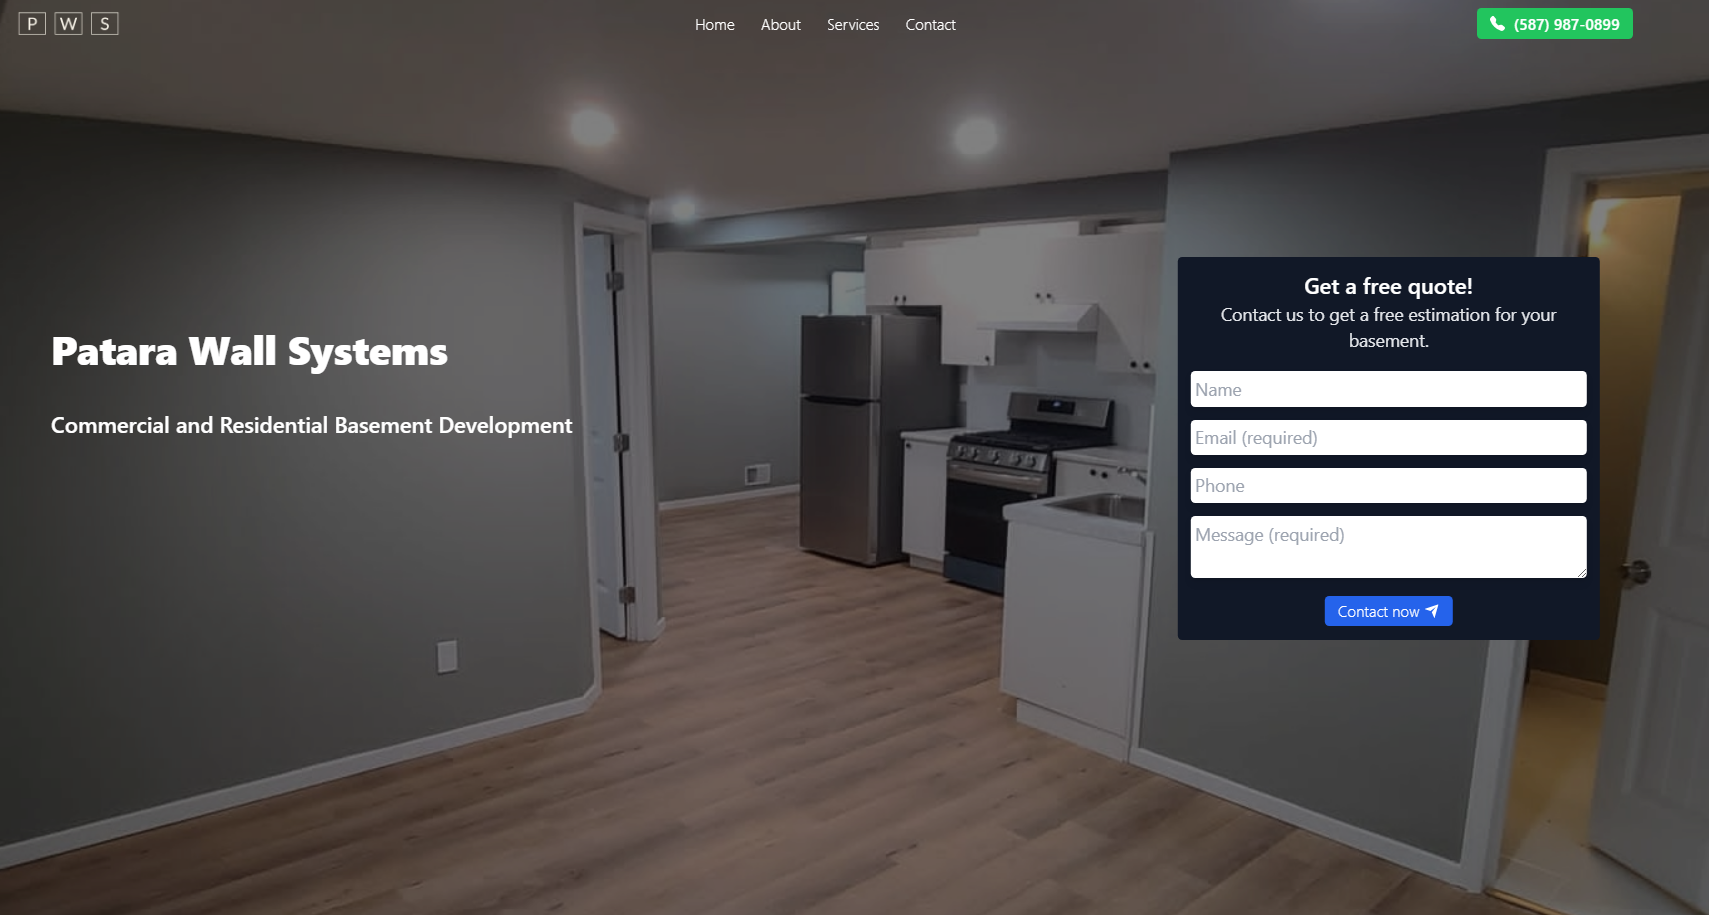 P W S
Home About Services Contact
(587) 987-0899
Patara Wall Systems
Commercial and Residential Basement Development
Get a free quote!
Contact us to get a free estimation for your
basement.
Name
Email (required)
Phone
Message (required)
Contact now